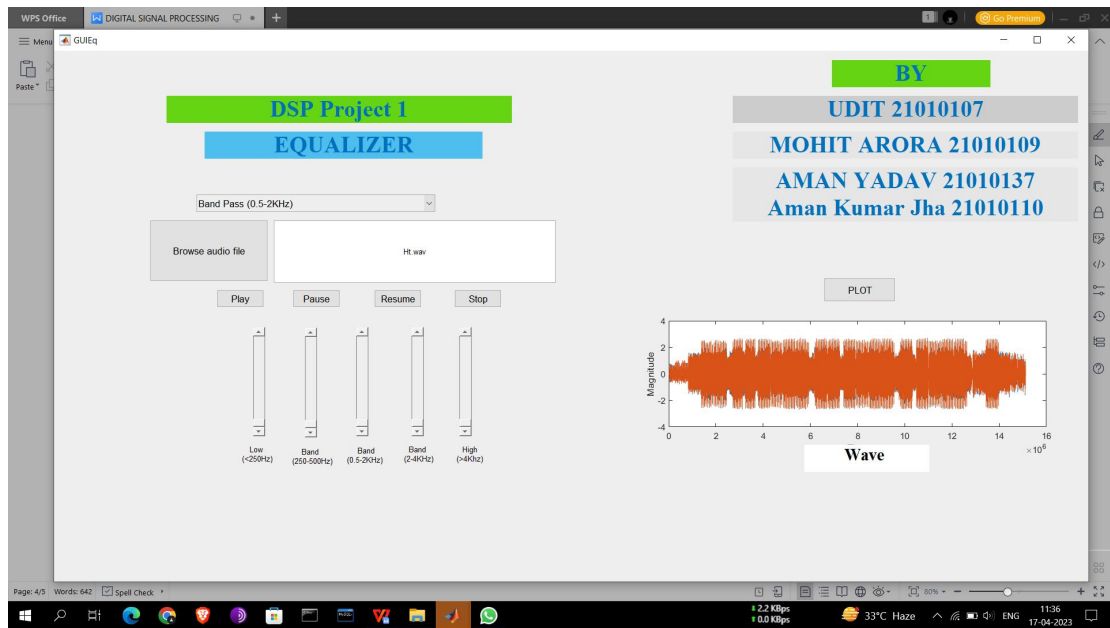 WPS Office
DIGITAL SIGNAL PROCESSING
1
Go Premium
Menu
GUIEq
Paste
BY
DSP Project 1
UDIT 21010107
EQUALIZER
MOHIT ARORA 21010109
AMAN YADAV 21010137
Aman Kumar Jha 21010110
Band Pass (0.5-2KHz)
Browse audio file
Ht.wav
PLOT
Play
Pause
Resume
Stop
4
2
0
-2
-4
Magnitude
0 2 4 6 8 10 12 14 16
×10⁶
Wave
Low
(<250Hz)
Band
(250-500Hz)
Band
(0.5-2KHz)
Band
(2-4KHz)
High
(>4Khz)
Page: 4/5 Words: 642 Spell Check
80%
2.2 KBps
0.0 KBps
33°C Haze
ENG
11:36
17-04-2023